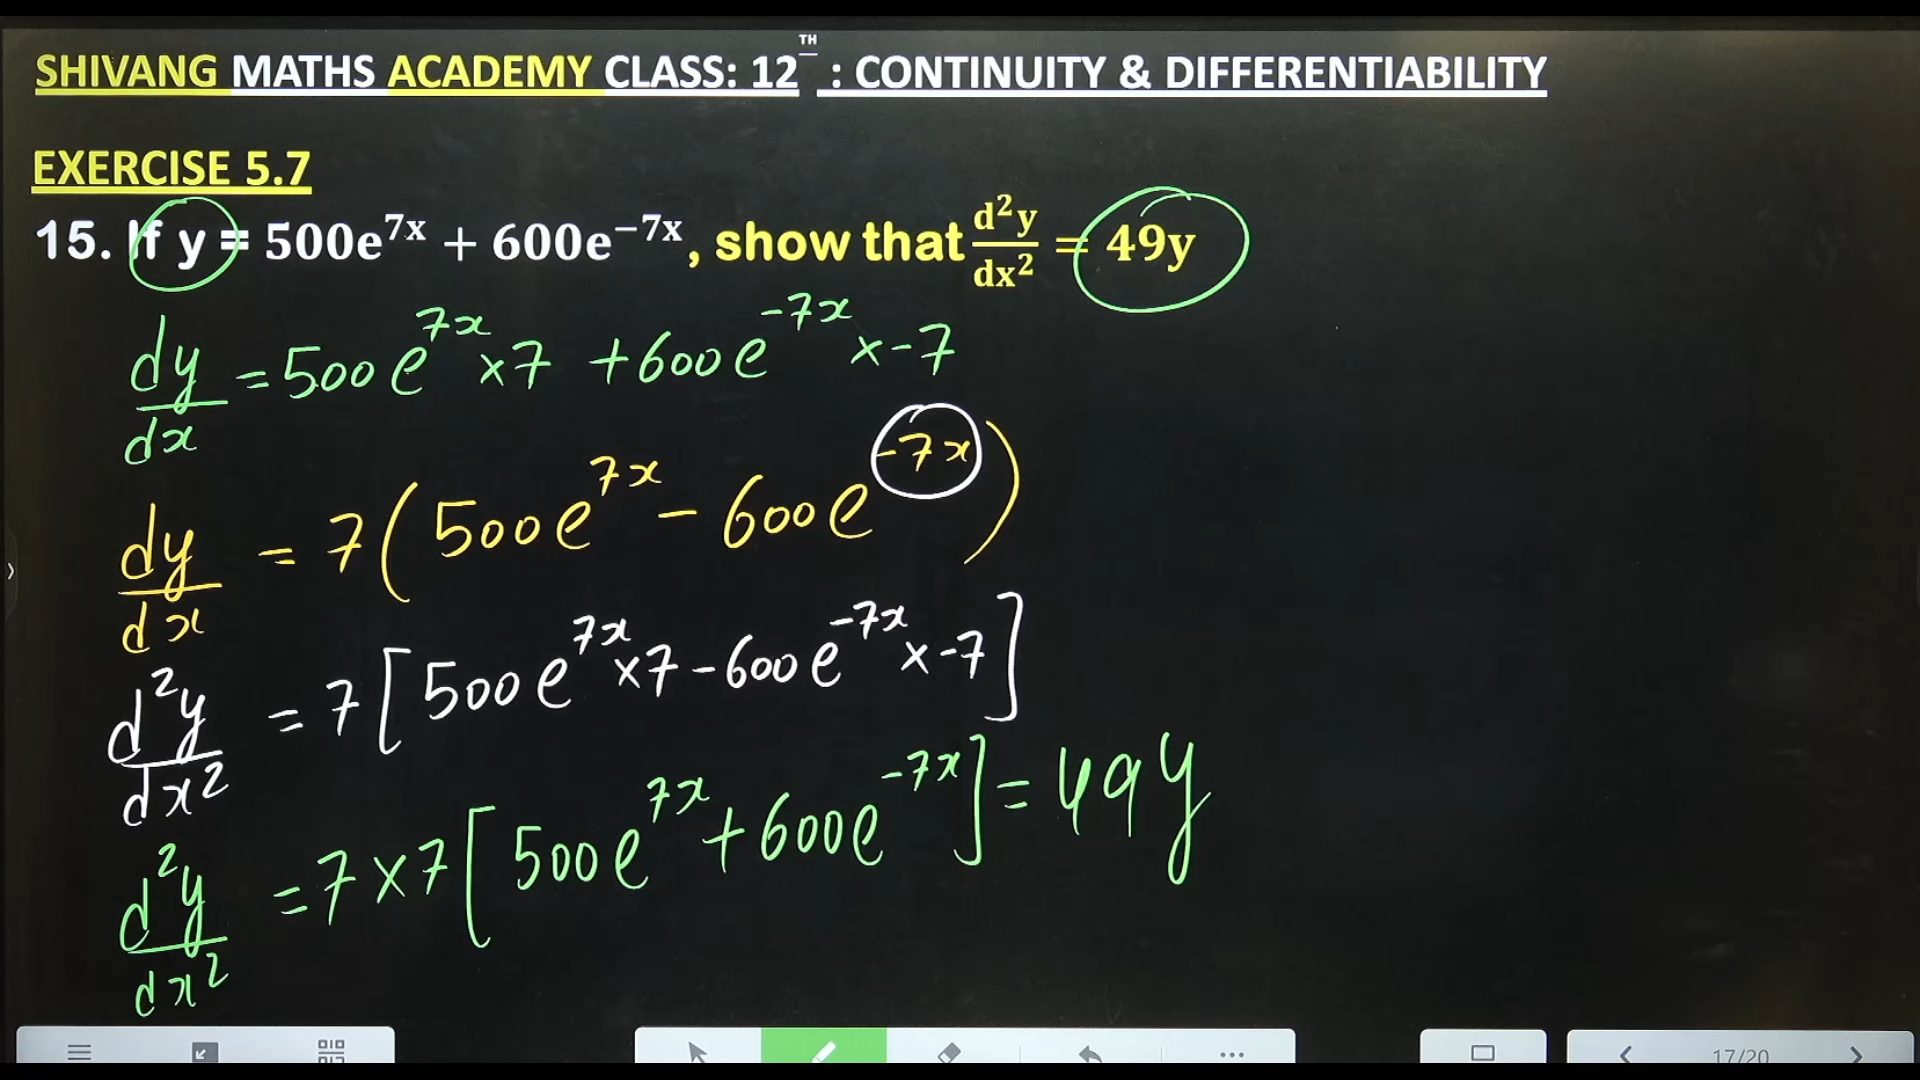 SHIVANG MATHS ACADEMY CLASS: 12TH : CONTINUITY & DIFFERENTIABILITY
EXERCISE 5.7
15. If y = 500e^{7x} + 600e^{−7x}, show that d²y/dx² = 49y
dy/dx = 500e^{7x} × 7 + 600e^{-7x} × -7
dy/dx = 7(500e^{7x} - 600e^{-7x})
d²y/dx² = 7[500e^{7x} × 7 - 600e^{-7x} × -7]
d²y/dx² = 7 × 7[500e^{7x} + 600e^{-7x}] = 49y
17/20